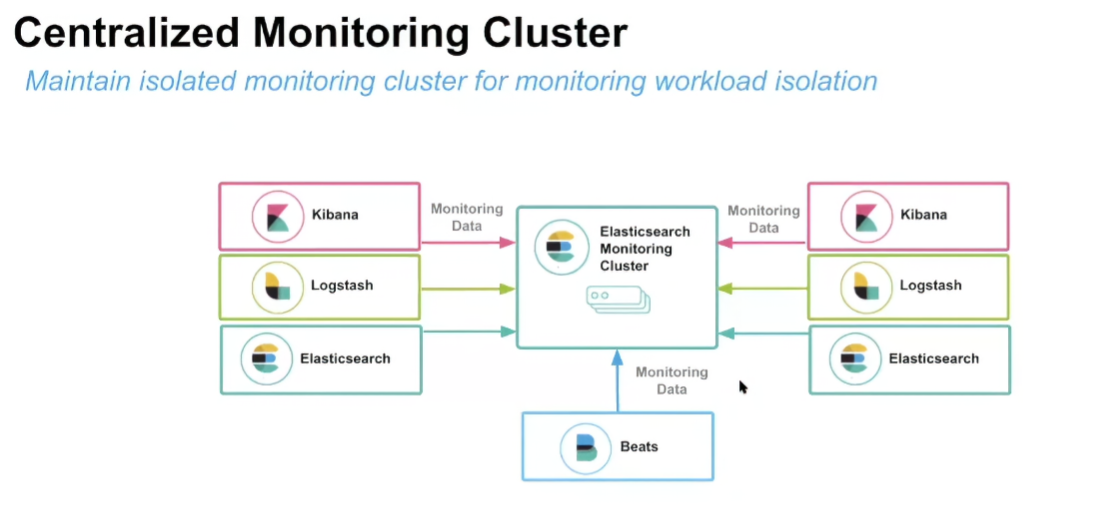 Centralized Monitoring Cluster
Maintain isolated monitoring cluster for monitoring workload isolation
Kibana
Monitoring
Data
Elasticsearch
Monitoring
Cluster
Monitoring
Data
Kibana
Logstash
Logstash
Elasticsearch
Elasticsearch
Monitoring
Data
Beats